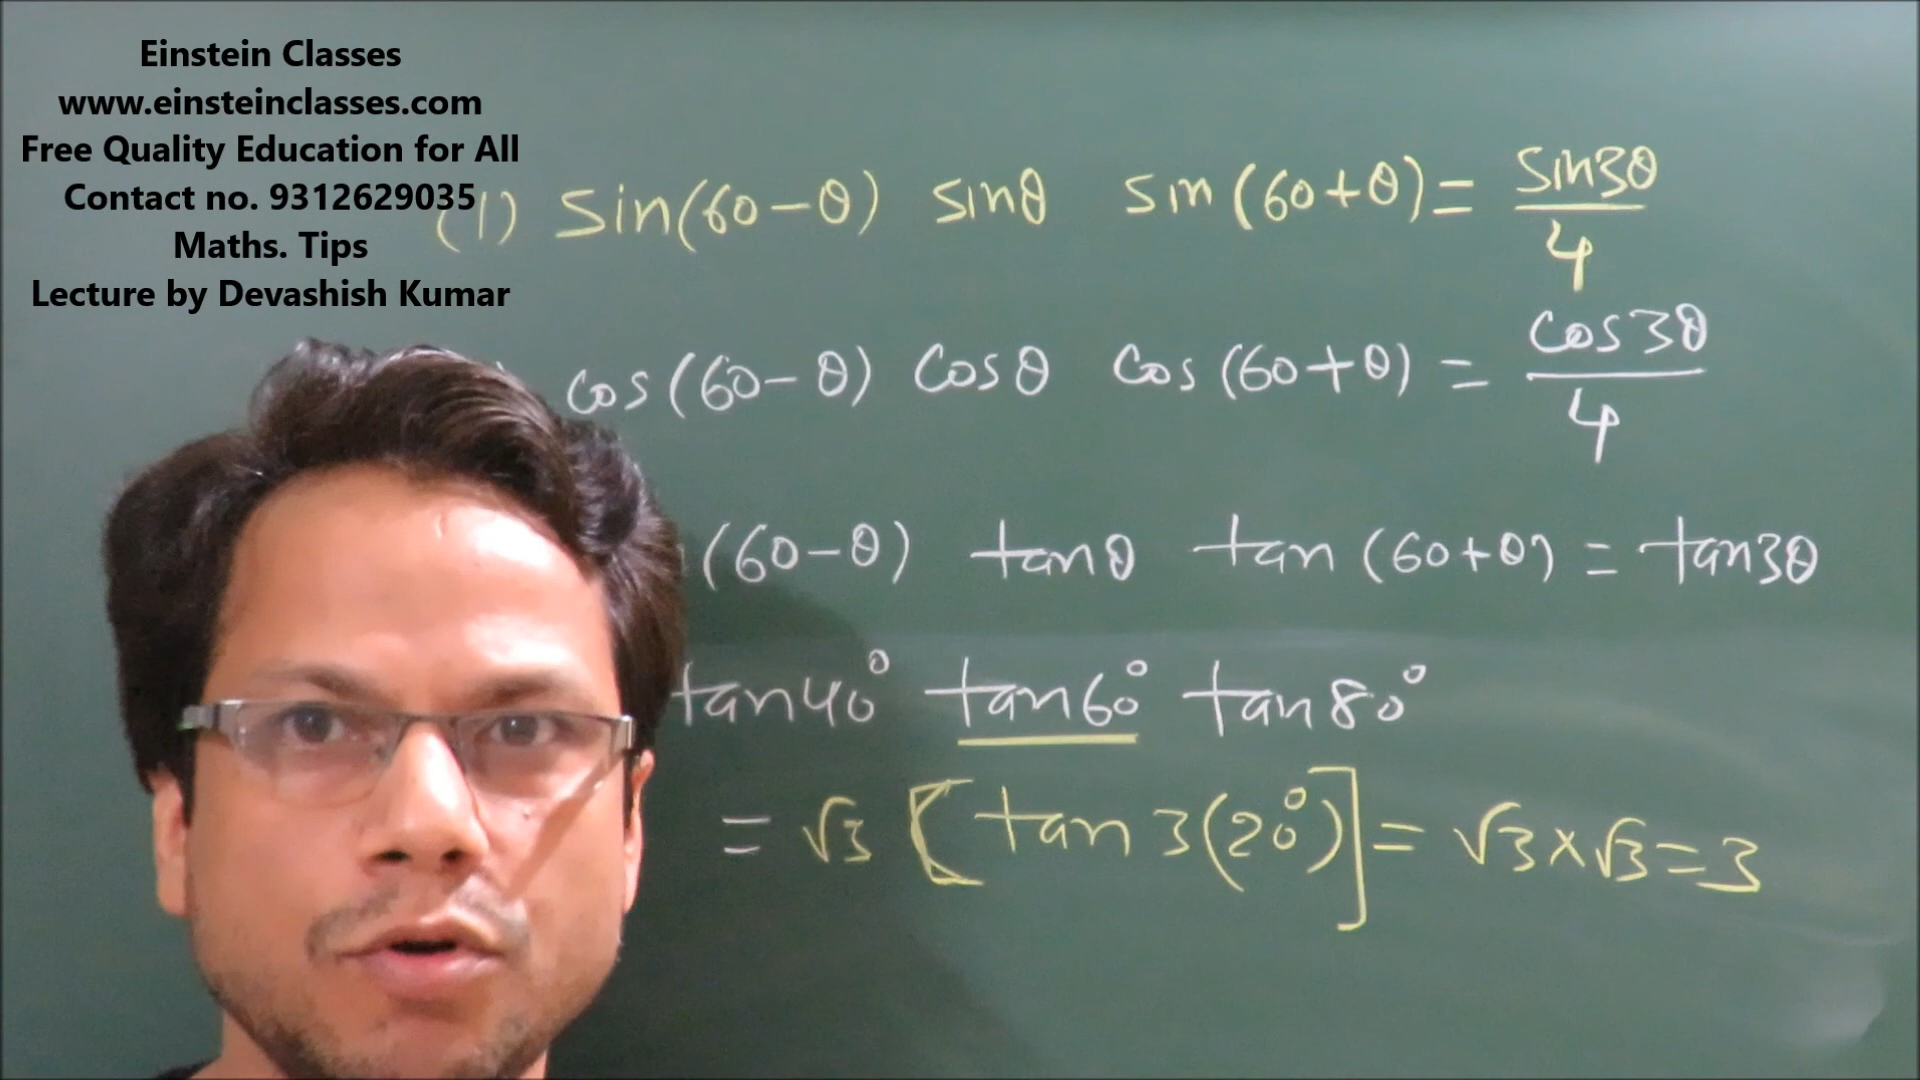 Einstein Classes
www.einsteinclasses.com
Free Quality Education for All
Contact no. 9312629035
Maths. Tips
Lecture by Devashish Kumar
(1) sin(60-θ) sinθ sin(60+θ) = sin3θ/4
cos(60-θ) cosθ cos(60+θ) = cos3θ/4
(60-θ) tanθ tan(60+θ) = tan3θ
tan40° tan60° tan80°
= √3 [tan 3(20°)] = √3×√3=3